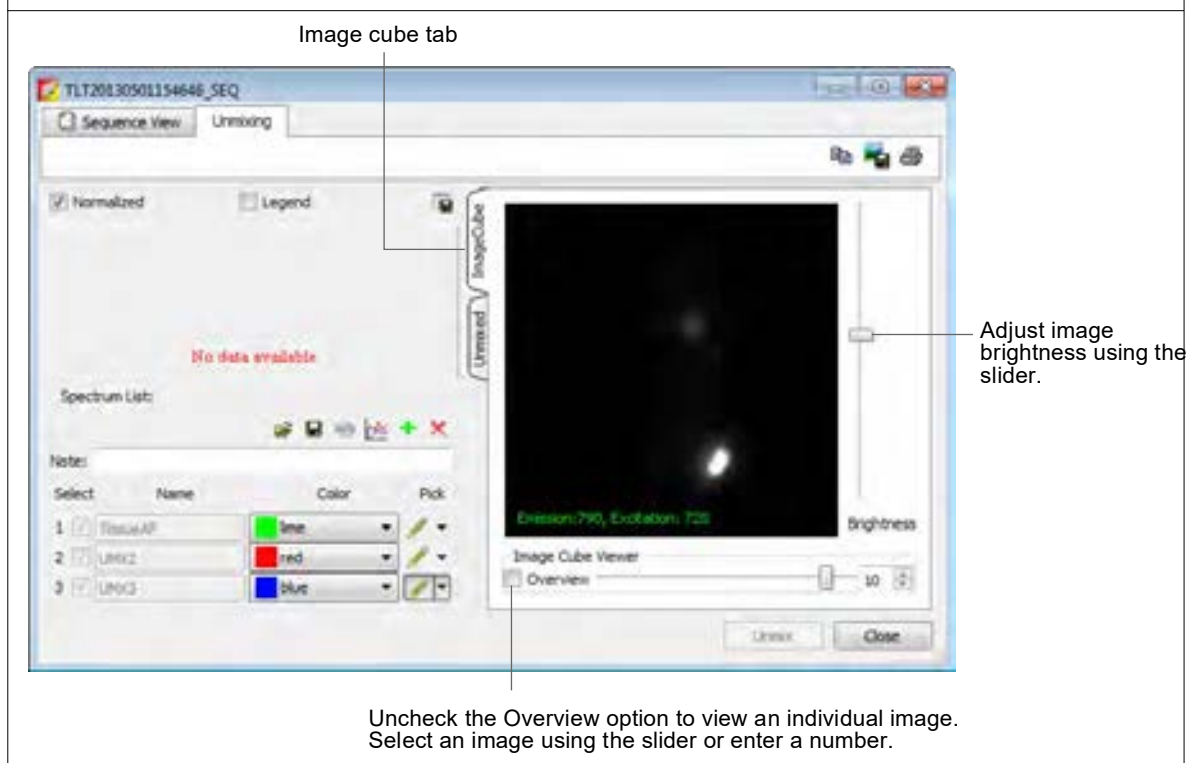 Image cube tab
TLT20130501154646_SEQ
Sequence View Unmixing
Normalized Legend
ImageCube
Unmixed
No data available
Adjust image
brightness using the
slider.
Spectrum List:
Note:
Select Name Color Pick
1 TissueAF lime
2 UMX2 red
3 UMX3 blue
Emission:790, Excitation: 720
Brightness
Image Cube Viewer
Overview 10
Unmix Close
Uncheck the Overview option to view an individual image.
Select an image using the slider or enter a number.